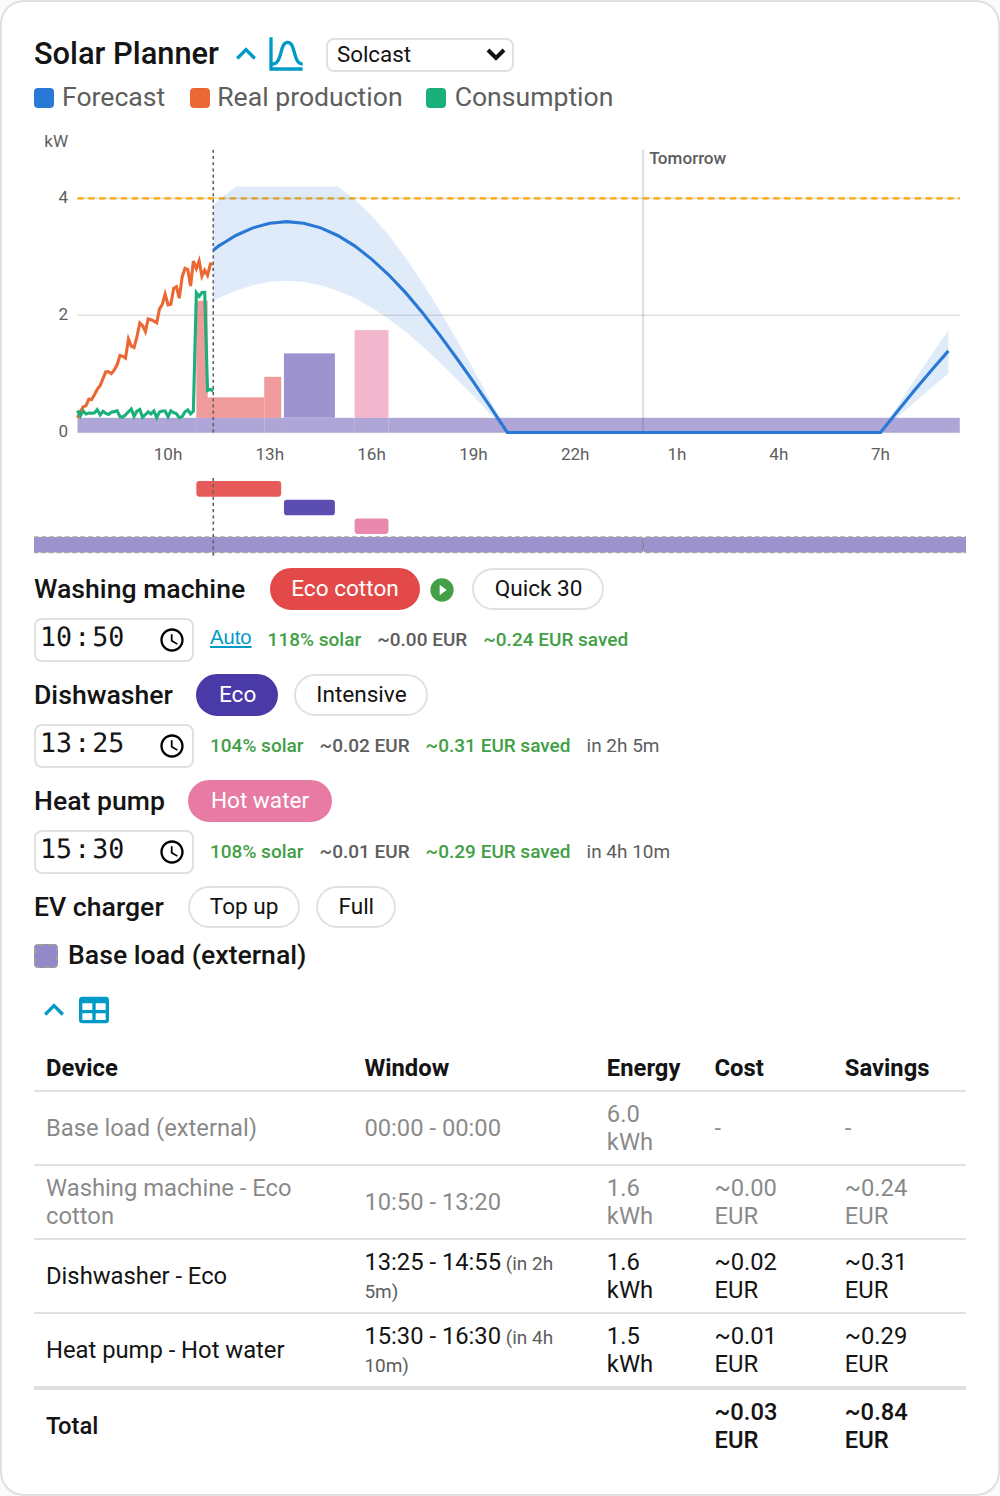 Solar Planner
Solcast
Forecast Real production Consumption
kW
Tomorrow
4
2
0
10h 13h 16h 19h 22h 1h 4h 7h
Washing machine Eco cotton Quick 30
10:50 Auto 118% solar ~0.00 EUR ~0.24 EUR saved
Dishwasher Eco Intensive
13:25 104% solar ~0.02 EUR ~0.31 EUR saved in 2h 5m
Heat pump Hot water
15:30 108% solar ~0.01 EUR ~0.29 EUR saved in 4h 10m
EV charger Top up Full
Base load (external)
Device Window Energy Cost Savings
Base load (external) 00:00 - 00:00 6.0 kWh - -
Washing machine - Eco cotton 10:50 - 13:20 1.6 kWh ~0.00 EUR ~0.24 EUR
Dishwasher - Eco 13:25 - 14:55 (in 2h 5m) 1.6 kWh ~0.02 EUR ~0.31 EUR
Heat pump - Hot water 15:30 - 16:30 (in 4h 10m) 1.5 kWh ~0.01 EUR ~0.29 EUR
Total ~0.03 EUR ~0.84 EUR